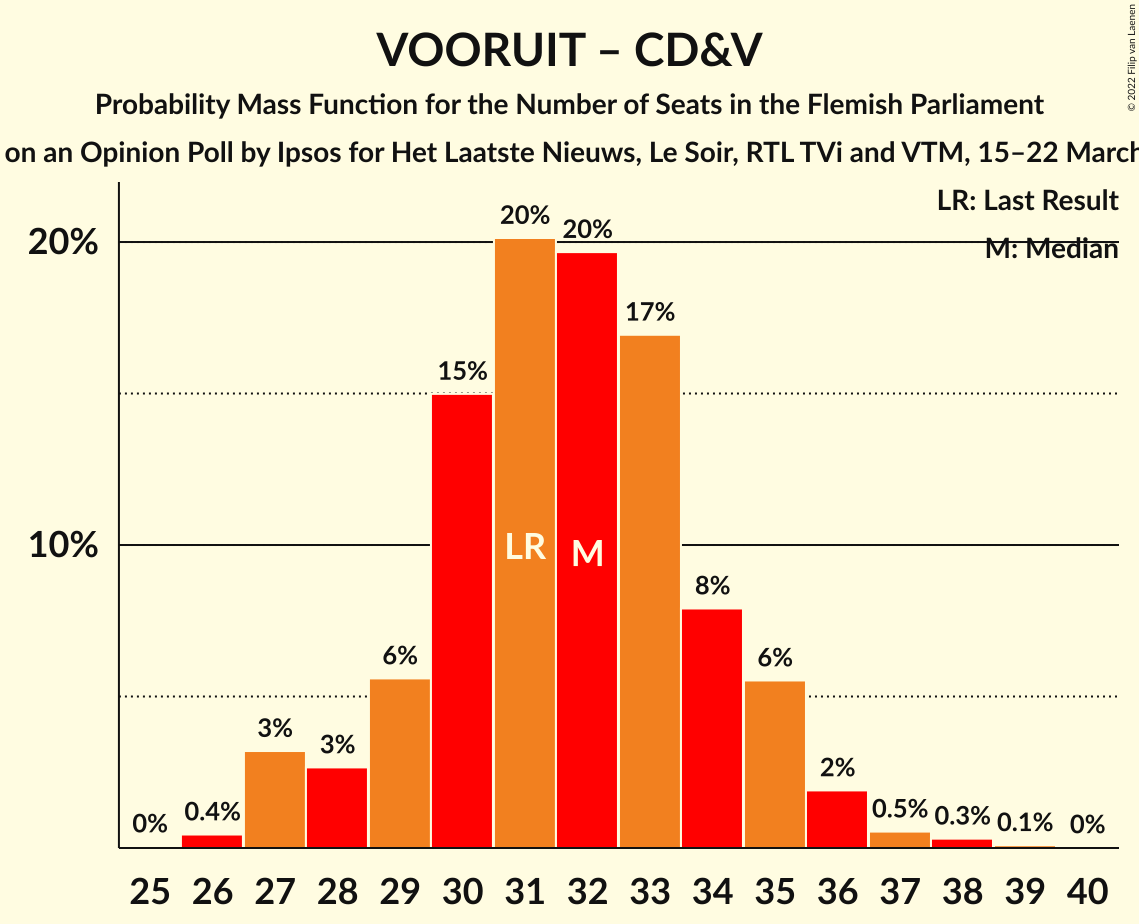 VOORUIT – CD&V
Probability Mass Function for the Number of Seats in the Flemish Parliament
on an Opinion Poll by Ipsos for Het Laatste Nieuws, Le Soir, RTL TVi and VTM, 15–22 March
© 2022 Filip van Laenen
LR: Last Result
M: Median
20%
10%
0% 0.4% 3% 3% 6% 15% 20% 20% 17% 8% 6% 2% 0.5% 0.3% 0.1% 0%
LR M
25 26 27 28 29 30 31 32 33 34 35 36 37 38 39 40